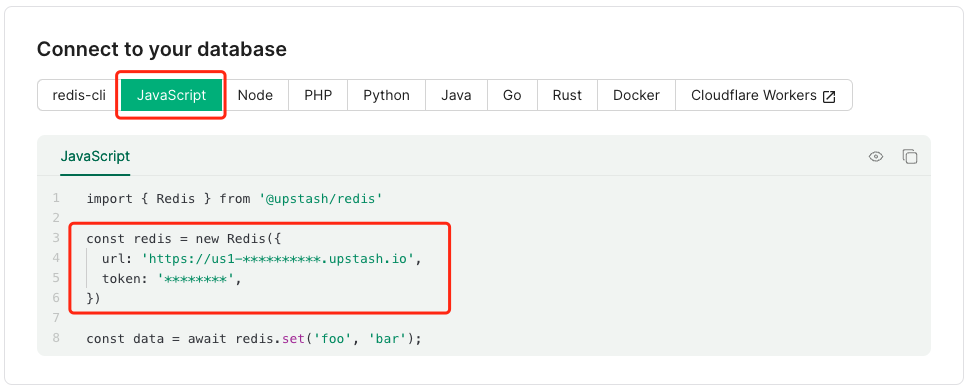 Connect to your database
redis-cli JavaScript Node PHP Python Java Go Rust Docker Cloudflare Workers
JavaScript
1 import { Redis } from '@upstash/redis'
2
3 const redis = new Redis({
4 url: 'https://us1-**********.upstash.io',
5 token: '********',
6 })
7
8 const data = await redis.set('foo', 'bar');